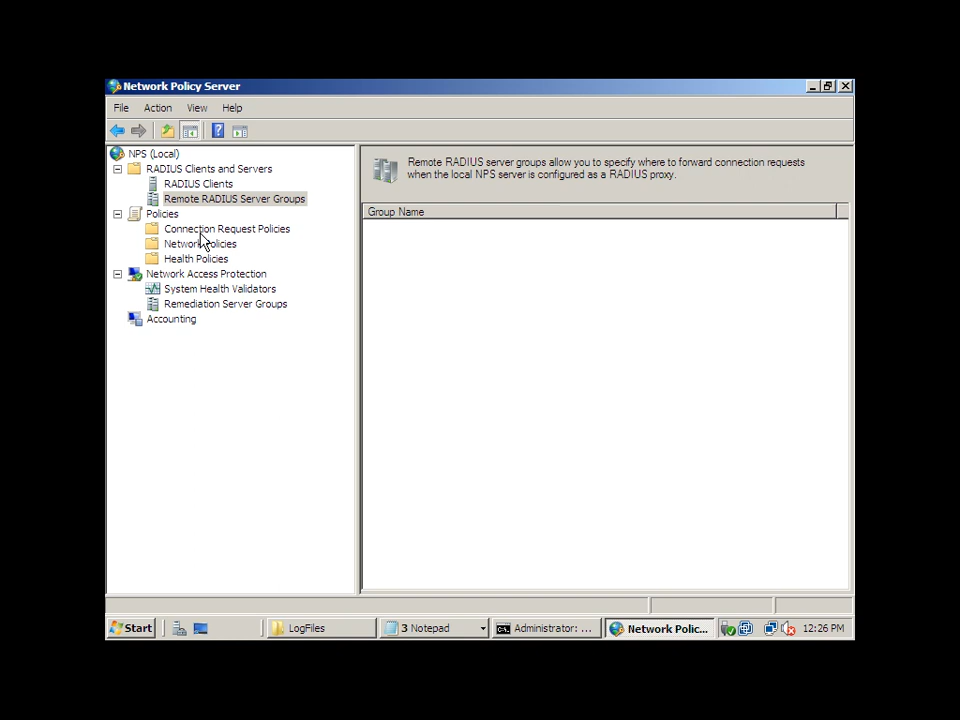 Network Policy Server
File Action View Help
NPS (Local)
RADIUS Clients and Servers
RADIUS Clients
Remote RADIUS Server Groups
Policies
Connection Request Policies
Network Policies
Health Policies
Network Access Protection
System Health Validators
Remediation Server Groups
Accounting
Remote RADIUS server groups allow you to specify where to forward connection requests
when the local NPS server is configured as a RADIUS proxy.
Group Name
Start LogFiles 3 Notepad Administrator: ... Network Polic... 12:26 PM